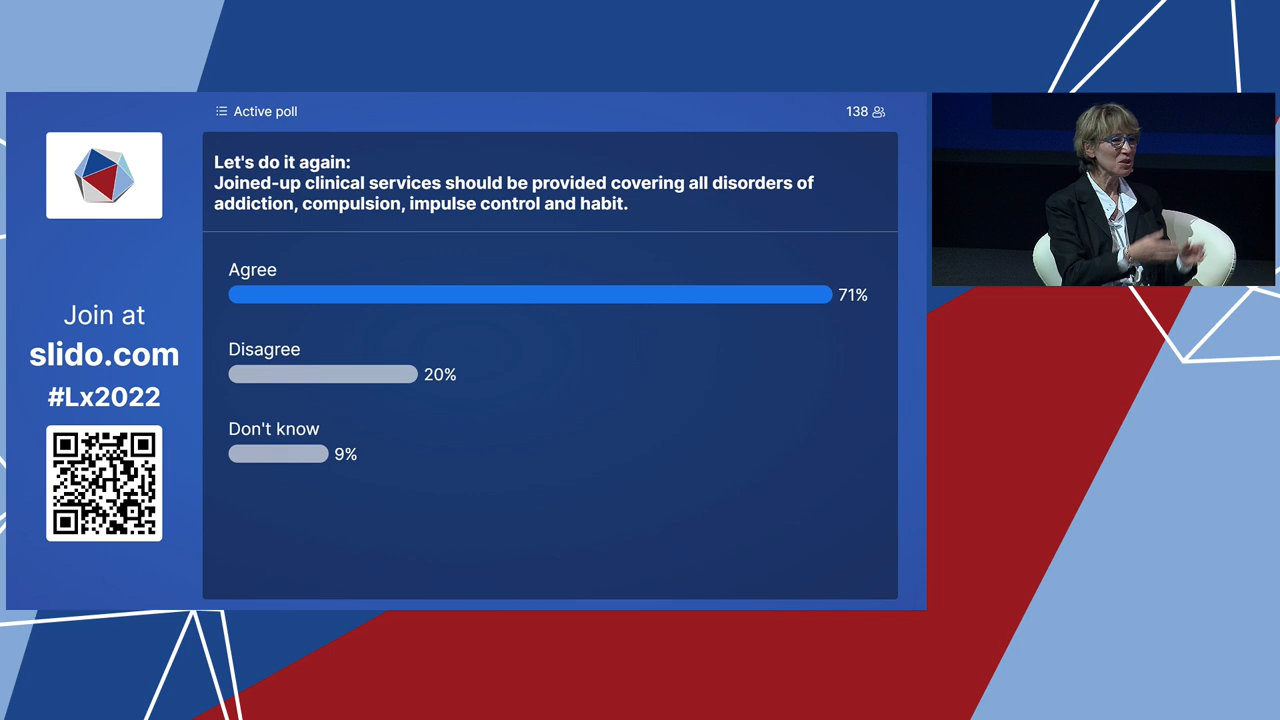 Active poll
138
Let's do it again:
Joined-up clinical services should be provided covering all disorders of
addiction, compulsion, impulse control and habit.
Agree
71%
Disagree
20%
Don't know
9%
Join at
slido.com
#Lx2022